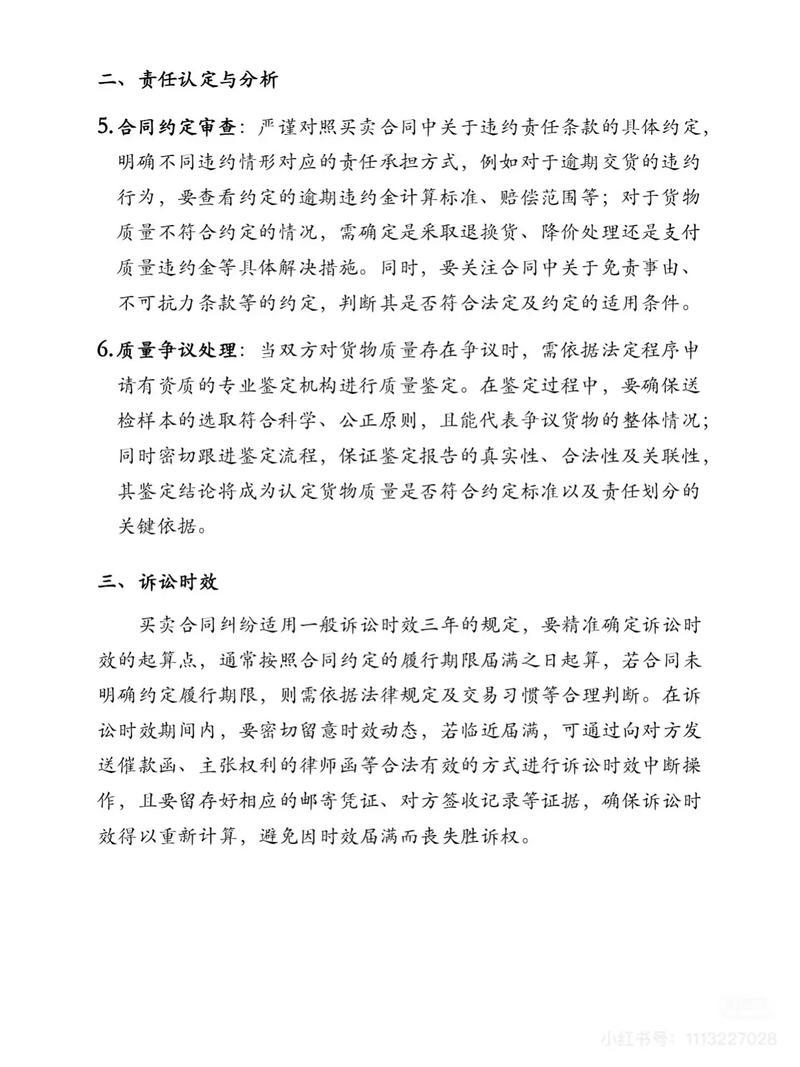 二、责任认定与分析
5.合同约定审查：严谨对照买卖合同中关于违约责任条款的具体约定，
明确不同违约情形对应的责任承担方式，例如对于逾期交货的违约
行为，要查看约定的逾期违约金计算标准、赔偿范围等；对于货物
质量不符合约定的情况，需确定是采取退换货、降价处理还是支付
质量违约金等具体解决措施。同时，要关注合同中关于免责事由、
不可抗力条款等的约定，判断其是否符合法定及约定的适用条件。
6.质量争议处理：当双方对货物质量存在争议时，需依据法定程序申
请有资质的专业鉴定机构进行质量鉴定。在鉴定过程中，要确保送
检样本的选取符合科学、公正原则，且能代表争议货物的整体情况；
同时密切跟进鉴定流程，保证鉴定报告的真实性、合法性及关联性，
其鉴定结论将成为认定货物质量是否符合约定标准以及责任划分的
关键依据。
三、诉讼时效
买卖合同纠纷适用一般诉讼时效三年的规定，要精准确定诉讼时
效的起算点，通常按照合同约定的履行期限届满之日起算，若合同未
明确约定履行期限，则需依据法律规定及交易习惯等合理判断。在诉
讼时效期间内，要密切留意时效动态，若临近届满，可通过向对方发
送催款函、主张权利的律师函等合法有效的方式进行诉讼时效中断操
作，且要留存好相应的邮寄凭证、对方签收记录等证据，确保诉讼时
效得以重新计算，避免因时效届满而丧失胜诉权。
小红书号：1113227028